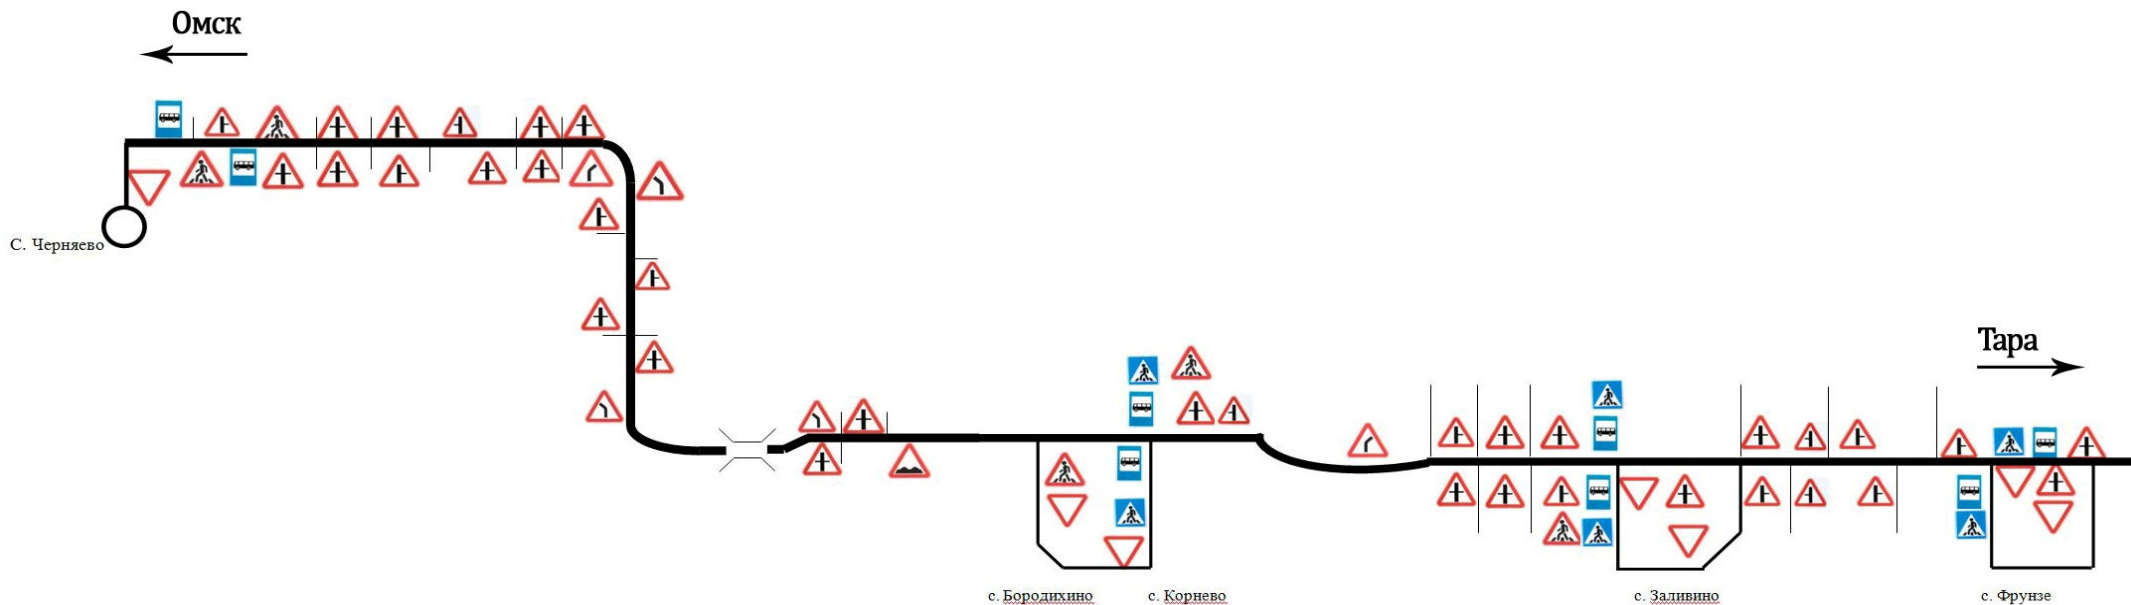 Омск
С. Черняево
Тара
с. Бородихино
с. Корнево
с. Заливино
с. Фрунзе